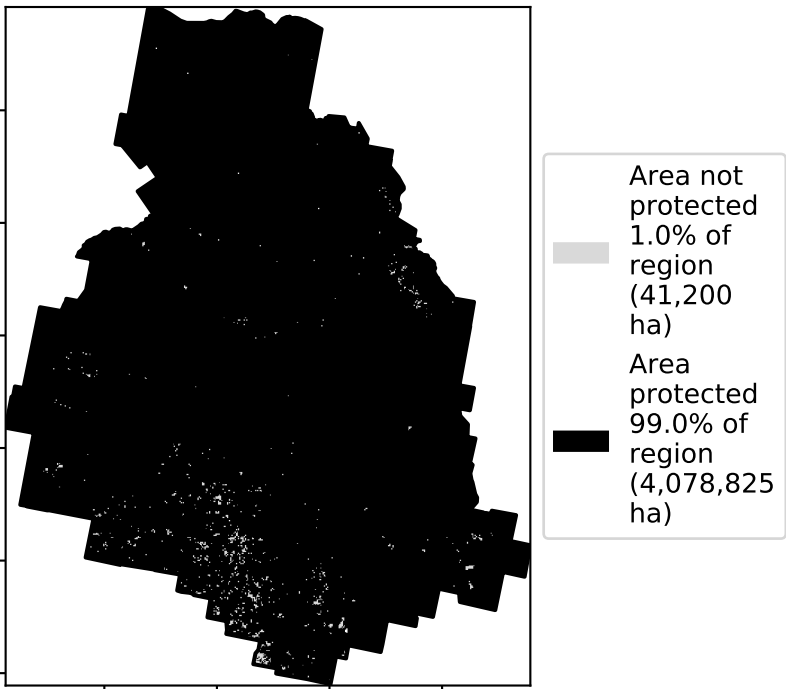 Area not
protected
1.0% of
region
(41,200
ha)
Area
protected
99.0% of
region
(4,078,825
ha)